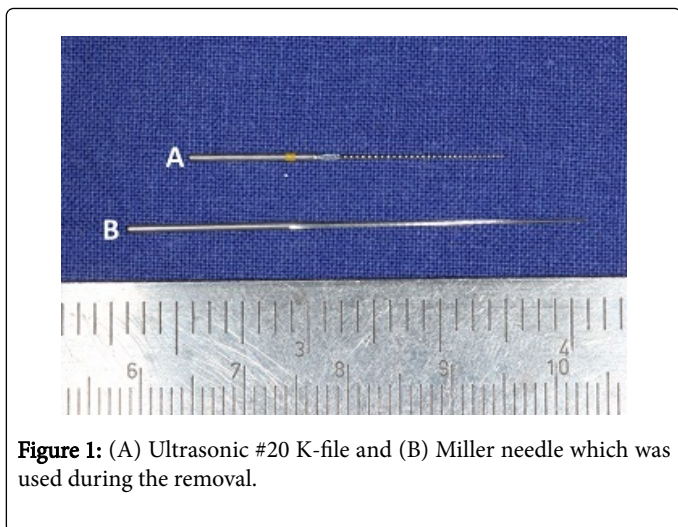 A
B
3 4
6 7 8 9 10
Figure 1: (A) Ultrasonic #20 K-file and (B) Miller needle which was
used during the removal.